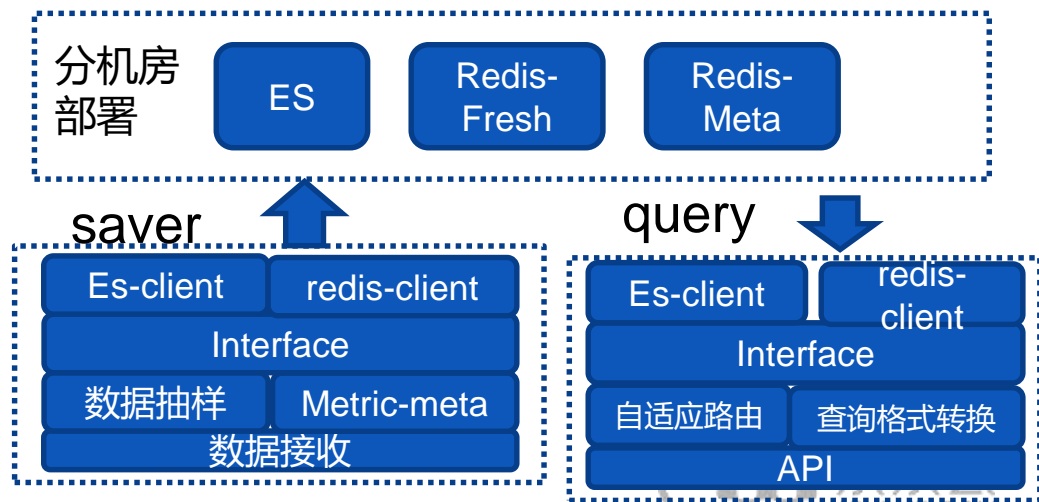 分机房
部署
ES
Redis-
Fresh
Redis-
Meta
saver
query
Es-client
redis-client
Interface
数据抽样
Metric-meta
数据接收
Es-client
redis-
client
Interface
自适应路由
查询格式转换
API